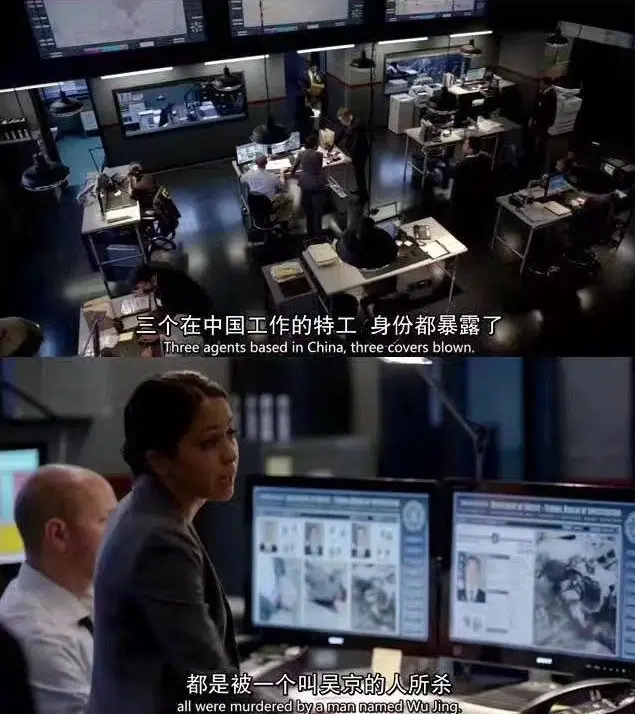 三个在中国工作的特工 身份都暴露了
Three agents based in China, three covers blown.
都是被一个叫吴京的人所杀
all were murdered by a man named Wu Jing.